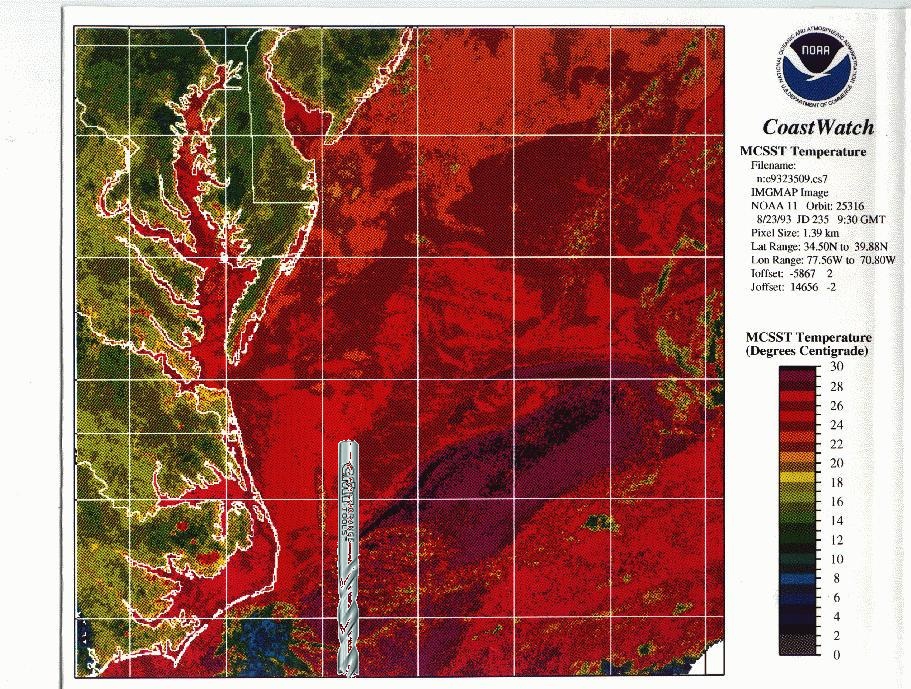 NOAA
NATIONAL OCEANIC AND ATMOSPHERIC ADMINISTRATION
U.S. DEPARTMENT OF COMMERCE
CoastWatch
MCSST Temperature
Filename:
n:c9323509.cs7
IMGMAP Image
NOAA 11 Orbit: 25316
8/23/93 JD 235 9:30 GMT
Pixel Size: 1.39 km
Lat Range: 34.50N to 39.88N
Lon Range: 77.56W to 70.80W
Ioffset: -5867 2
Joffset: 14656 -2
MCSST Temperature
(Degrees Centigrade)
30
28
26
24
22
20
18
16
14
12
10
8
6
4
2
0